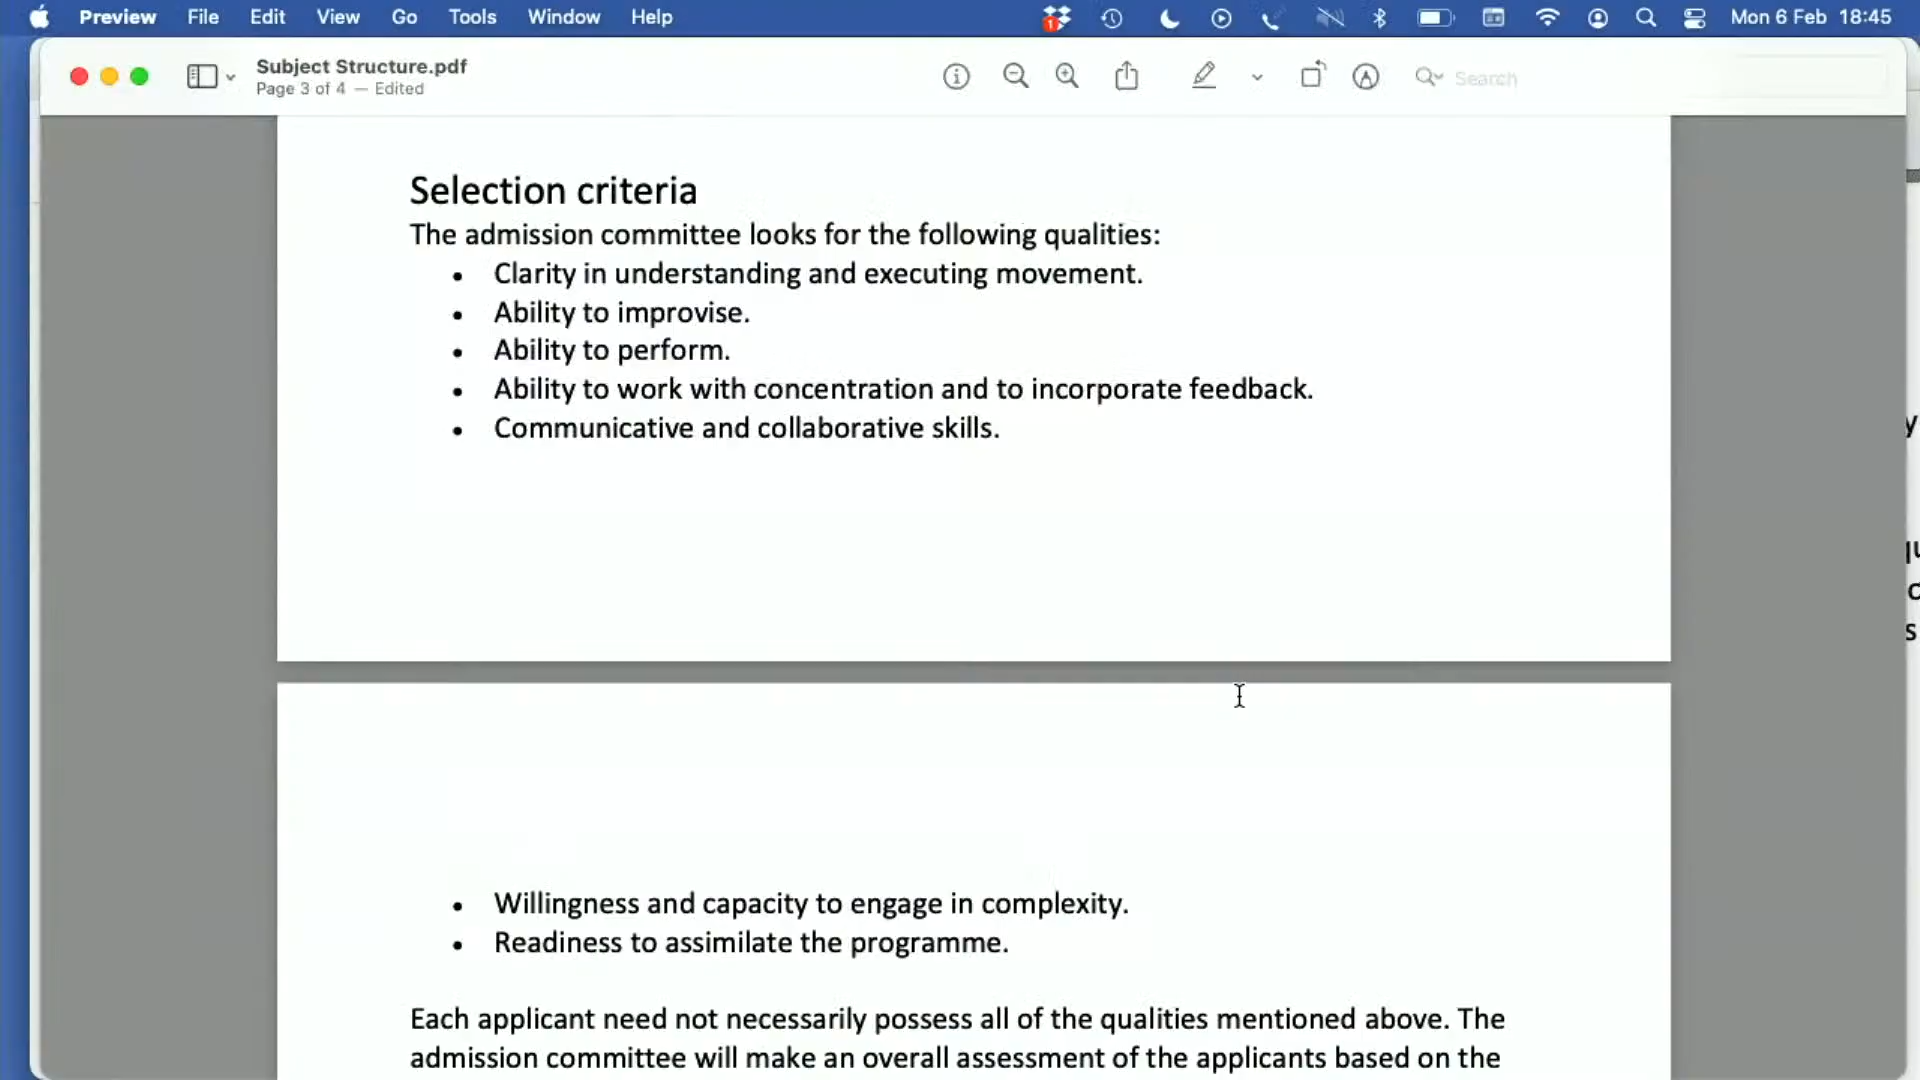 Preview File Edit View Go Tools Window Help 1 Mon 6 Feb 18:45
Subject Structure.pdf
Page 3 of 4 — Edited
Search
Selection criteria
The admission committee looks for the following qualities:
• Clarity in understanding and executing movement.
• Ability to improvise.
• Ability to perform.
• Ability to work with concentration and to incorporate feedback.
• Communicative and collaborative skills.
• Willingness and capacity to engage in complexity.
• Readiness to assimilate the programme.
Each applicant need not necessarily possess all of the qualities mentioned above. The
admission committee will make an overall assessment of the applicants based on the